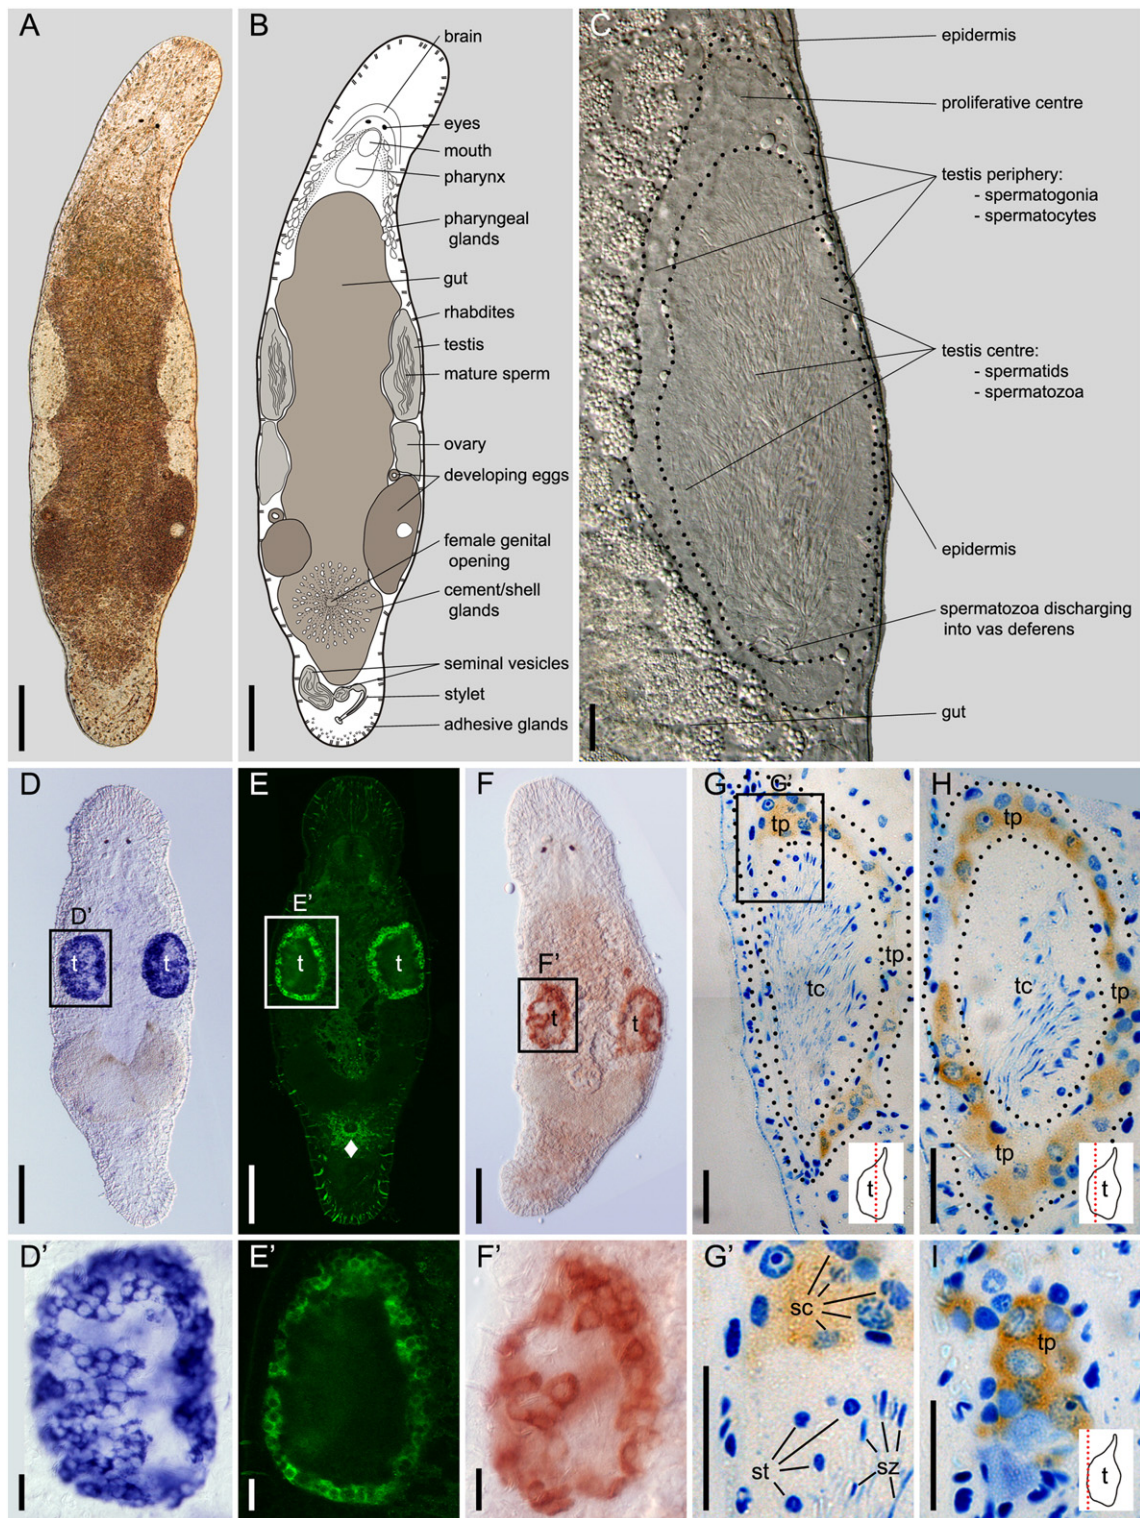 A
B
brain
eyes
mouth
pharynx
pharyngeal
glands
gut
rhabdites
testis
mature sperm
ovary
developing eggs
female genital
opening
cement/shell
glands
seminal vesicles
stylet
adhesive glands
C
epidermis
proliferative centre
testis periphery:
- spermatogonia
- spermatocytes
testis centre:
- spermatids
- spermatozoa
epidermis
spermatozoa discharging
into vas deferens
gut
D
D'
t
t
E
E'
t
t
F
F'
t
t
G
G'
tp
tp
tc
t
H
tp
tc
tp
tp
t
D'
E'
F'
G'
sc
st
sz
I
tp
t